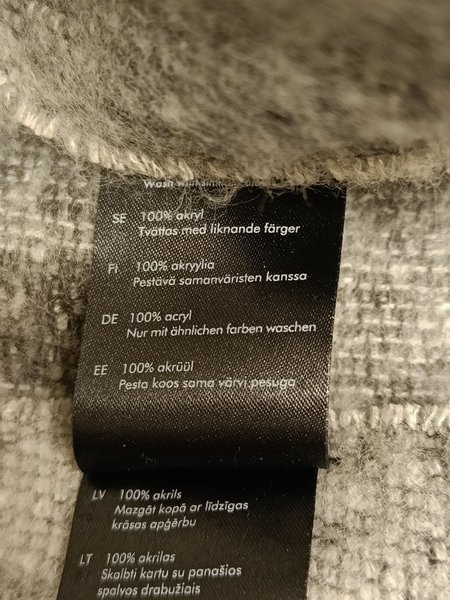 Wash
SE 100% akryl
Tvättas med liknande färger
FI 100% akryylia
Pestävä samanväristen kanssa
DE 100% acryl
Nur mit ähnlichen farben waschen
EE 100% akrüül
Pesta koos sama värvi pesuga
LV 100% akrils
Mazgāt kopā ar līdzīgas
krāsas apģērbu
LT 100% akrilas
Skalbti kartu su panašios
spalvos drabužiais